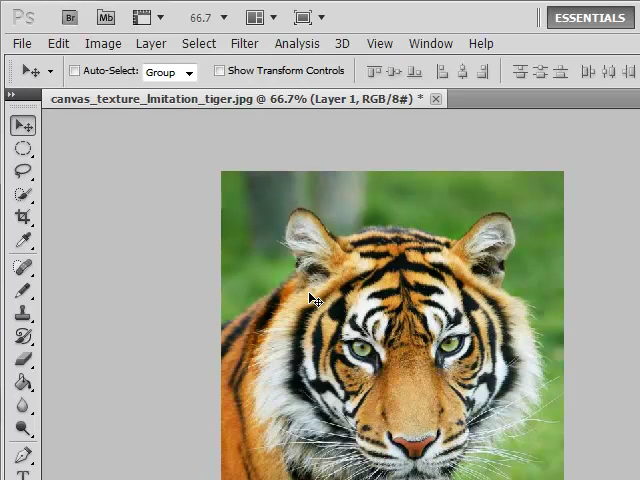 Ps Br Mb 66.7 ESSENTIALS
File Edit Image Layer Select Filter Analysis 3D View Window Help
Auto-Select: Group Show Transform Controls
canvas_texture_Imitation_tiger.jpg @ 66.7% (Layer 1, RGB/8#) *
T